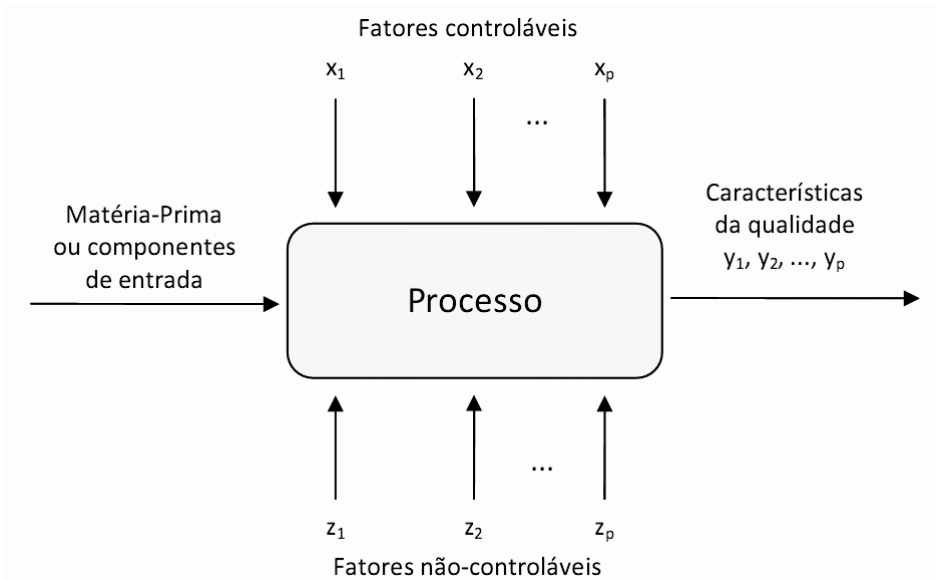 Fatores controláveis
x₁ x₂ xₚ
...
Matéria-Prima
ou componentes
de entrada
Processo
Características
da qualidade
y₁, y₂, ..., yₚ
...
z₁ z₂ zₚ
Fatores não-controláveis